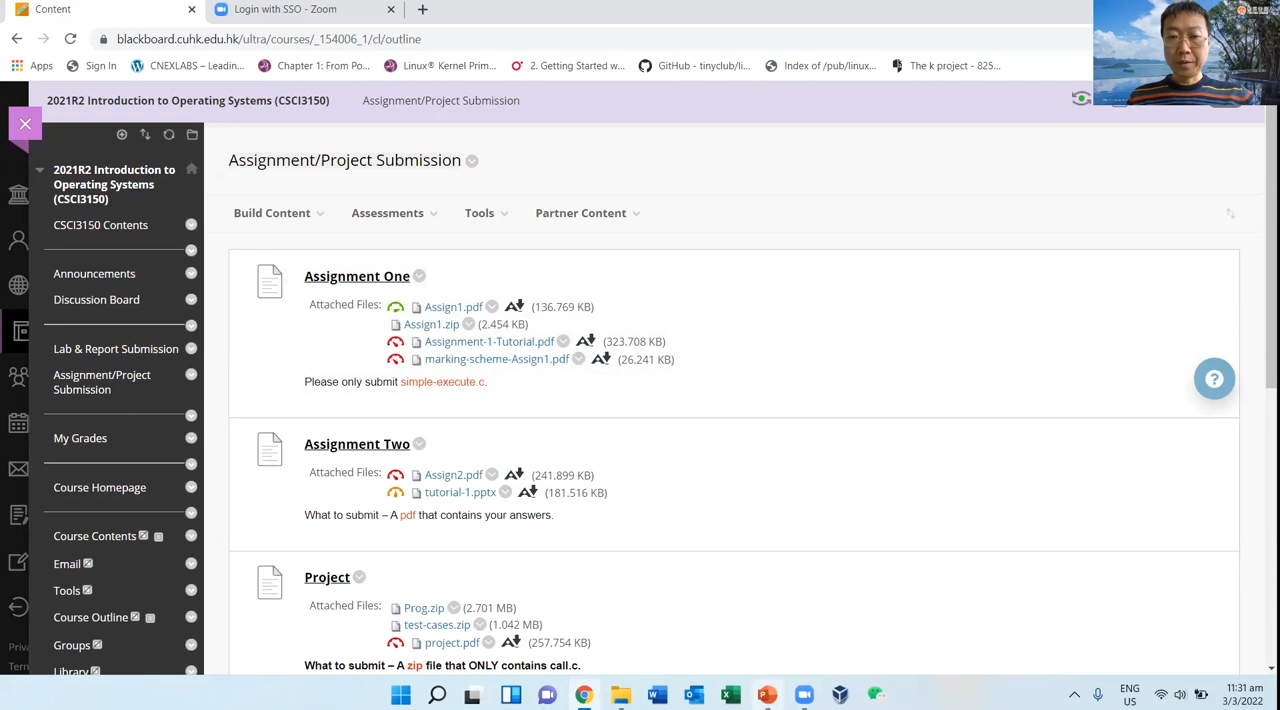 Content
Login with SSO - Zoom
blackboard.cuhk.edu.hk/ultra/courses/_154006_1/cl/outline
Apps
Sign In
CNEXLABS – Leadin...
Chapter 1: From Po...
Linux® Kernel Prim...
2. Getting Started w...
GitHub - tinyclub/li...
Index of /pub/linux...
The k project - 825...
2021R2 Introduction to Operating Systems (CSCI3150)
Assignment/Project Submission
2021R2 Introduction to
Operating Systems
(CSCI3150)
CSCI3150 Contents
Announcements
Discussion Board
Lab & Report Submission
Assignment/Project
Submission
My Grades
Course Homepage
Course Contents
Email
Tools
Course Outline
Groups
Library
Priva
Term
Assignment/Project Submission
Build Content
Assessments
Tools
Partner Content
Assignment One
Attached Files:
Assign1.pdf (136.769 KB)
Assign1.zip (2.454 KB)
Assignment-1-Tutorial.pdf (323.708 KB)
marking-scheme-Assign1.pdf (26.241 KB)
Please only submit simple-execute.c.
Assignment Two
Attached Files:
Assign2.pdf (241.899 KB)
tutorial-1.pptx (181.516 KB)
What to submit – A pdf that contains your answers.
Project
Attached Files:
Prog.zip (2.701 MB)
test-cases.zip (1.042 MB)
project.pdf (257.754 KB)
What to submit – A zip file that ONLY contains call.c.
ENG
US
11:31 am
3/3/2022